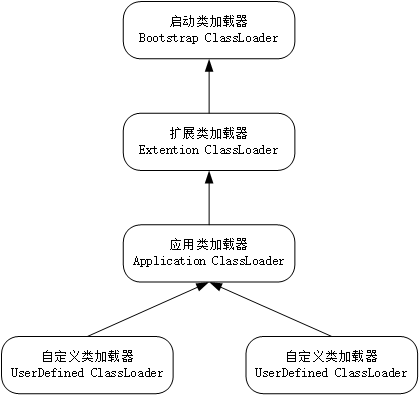 启动类加载器
Bootstrap ClassLoader
扩展类加载器
Extention ClassLoader
应用类加载器
Application ClassLoader
自定义类加载器
UserDefined ClassLoader
自定义类加载器
UserDefined ClassLoader